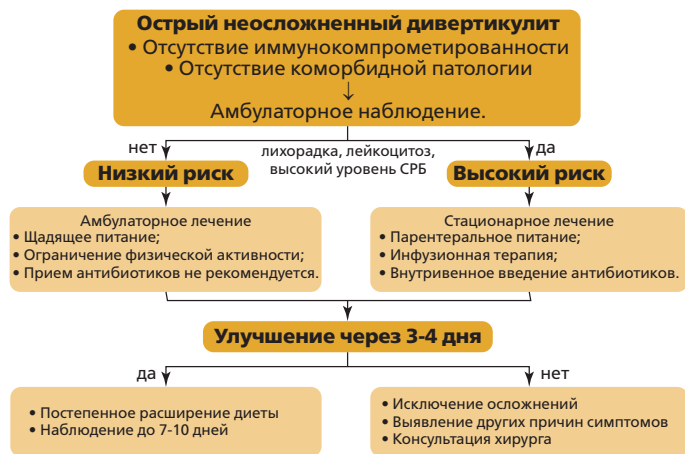 Острый неосложненный дивертикулит
• Отсутствие иммунокомпрометированности
• Отсутствие коморбидной патологии
↓
Амбулаторное наблюдение.
нет
лихорадка, лейкоцитоз,
высокий уровень СРБ
да
Низкий риск
Высокий риск
Амбулаторное лечение
• Щадящее питание;
• Ограничение физической активности;
• Прием антибиотиков не рекомендуется.
Стационарное лечение
• Парентеральное питание;
• Инфузионная терапия;
• Внутривенное введение антибиотиков.
Улучшение через 3-4 дня
да
нет
• Постепенное расширение диеты
• Наблюдение до 7-10 дней
• Исключение осложнений
• Выявление других причин симптомов
• Консультация хирурга